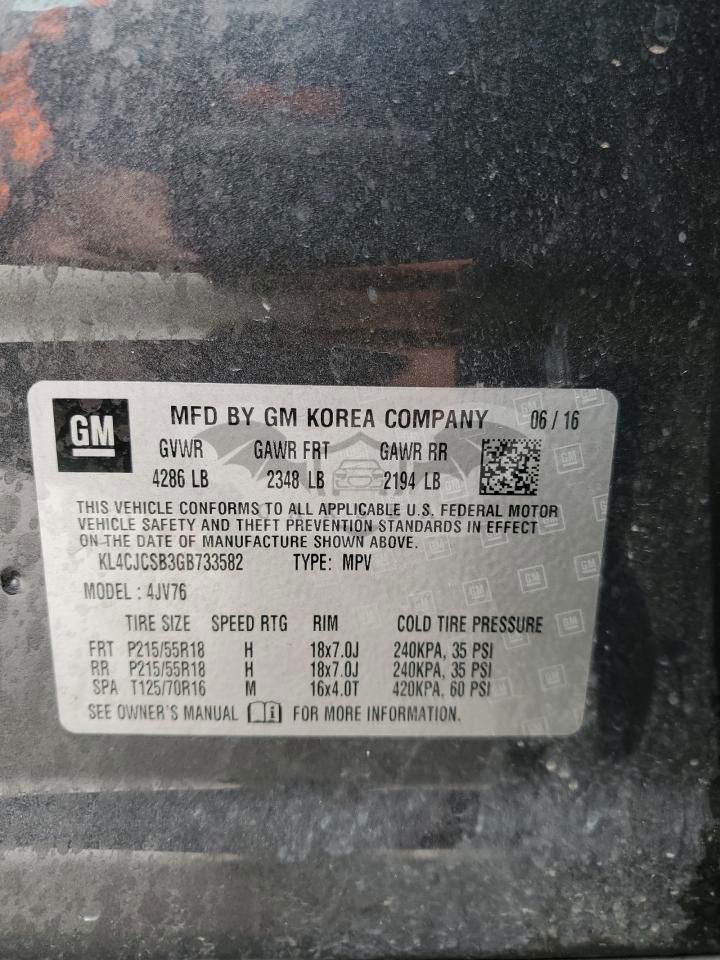 GM
MFD BY GM KOREA COMPANY 06 / 16
GVWR GAWR FRT GAWR RR
4286 LB 2348 LB 2194 LB
THIS VEHICLE CONFORMS TO ALL APPLICABLE U.S. FEDERAL MOTOR
VEHICLE SAFETY AND THEFT PREVENTION STANDARDS IN EFFECT
ON THE DATE OF MANUFACTURE SHOWN ABOVE.
KL4CJCSB3GB733582 TYPE: MPV
MODEL : 4JV76
TIRE SIZE SPEED RTG RIM COLD TIRE PRESSURE
FRT P215/55R18 H 18x7.0J 240KPA, 35 PSI
RR P215/55R18 H 18x7.0J 240KPA, 35 PSI
SPA T125/70R16 M 16x4.0T 420KPA, 60 PSI
SEE OWNER'S MANUAL i FOR MORE INFORMATION.